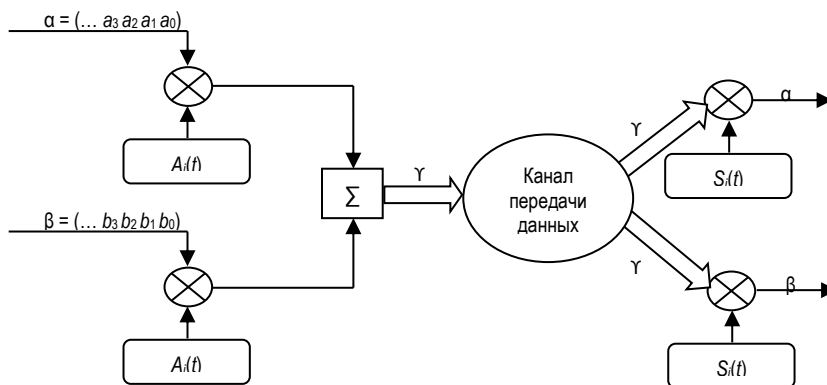 α = (... a₃ a₂ a₁ a₀)
Aᵢ(t)
β = (... b₃ b₂ b₁ b₀)
Aᵢ(t)
Σ
ϒ
Канал
передачи
данных
ϒ
α
Sᵢ(t)
ϒ
β
Sᵢ(t)